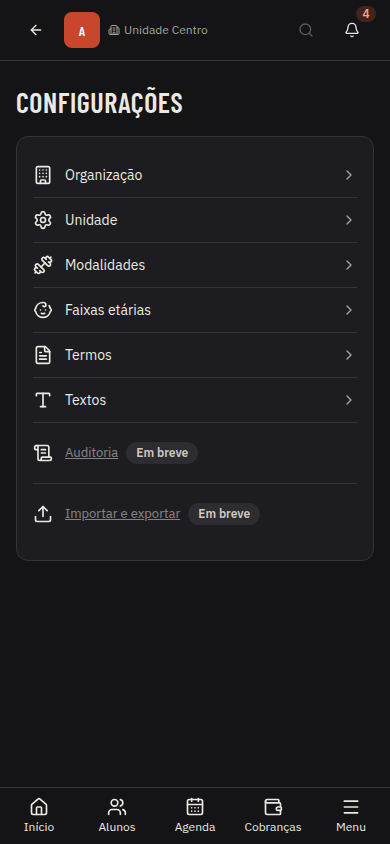 A Unidade Centro 4
CONFIGURAÇÕES
Organização
Unidade
Modalidades
Faixas etárias
Termos
Textos
Auditoria Em breve
Importar e exportar Em breve
Início Alunos Agenda Cobranças Menu